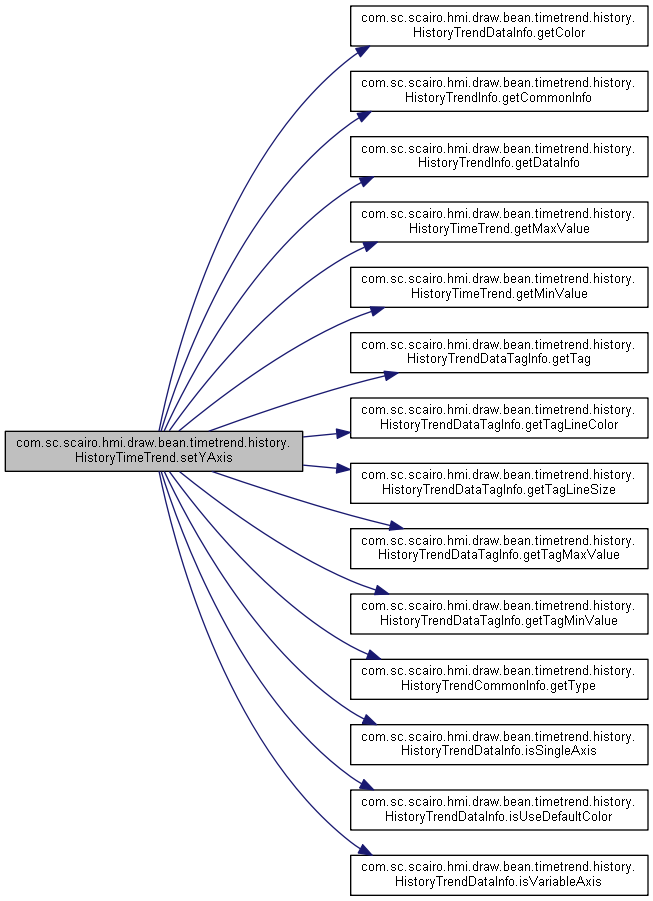 com.sc.scairo.hmi.draw.bean.timetrend.history.
HistoryTrendDataInfo.getColor
com.sc.scairo.hmi.draw.bean.timetrend.history.
HistoryTrendInfo.getCommonInfo
com.sc.scairo.hmi.draw.bean.timetrend.history.
HistoryTrendInfo.getDataInfo
com.sc.scairo.hmi.draw.bean.timetrend.history.
HistoryTimeTrend.getMaxValue
com.sc.scairo.hmi.draw.bean.timetrend.history.
HistoryTimeTrend.getMinValue
com.sc.scairo.hmi.draw.bean.timetrend.history.
HistoryTrendDataTagInfo.getTag
com.sc.scairo.hmi.draw.bean.timetrend.history.
HistoryTrendDataTagInfo.getTagLineColor
com.sc.scairo.hmi.draw.bean.timetrend.history.
HistoryTimeTrend.setYAxis
com.sc.scairo.hmi.draw.bean.timetrend.history.
HistoryTrendDataTagInfo.getTagLineSize
com.sc.scairo.hmi.draw.bean.timetrend.history.
HistoryTrendDataTagInfo.getTagMaxValue
com.sc.scairo.hmi.draw.bean.timetrend.history.
HistoryTrendDataTagInfo.getTagMinValue
com.sc.scairo.hmi.draw.bean.timetrend.history.
HistoryTrendCommonInfo.getType
com.sc.scairo.hmi.draw.bean.timetrend.history.
HistoryTrendDataInfo.isSingleAxis
com.sc.scairo.hmi.draw.bean.timetrend.history.
HistoryTrendDataInfo.isUseDefaultColor
com.sc.scairo.hmi.draw.bean.timetrend.history.
HistoryTrendDataInfo.isVariableAxis